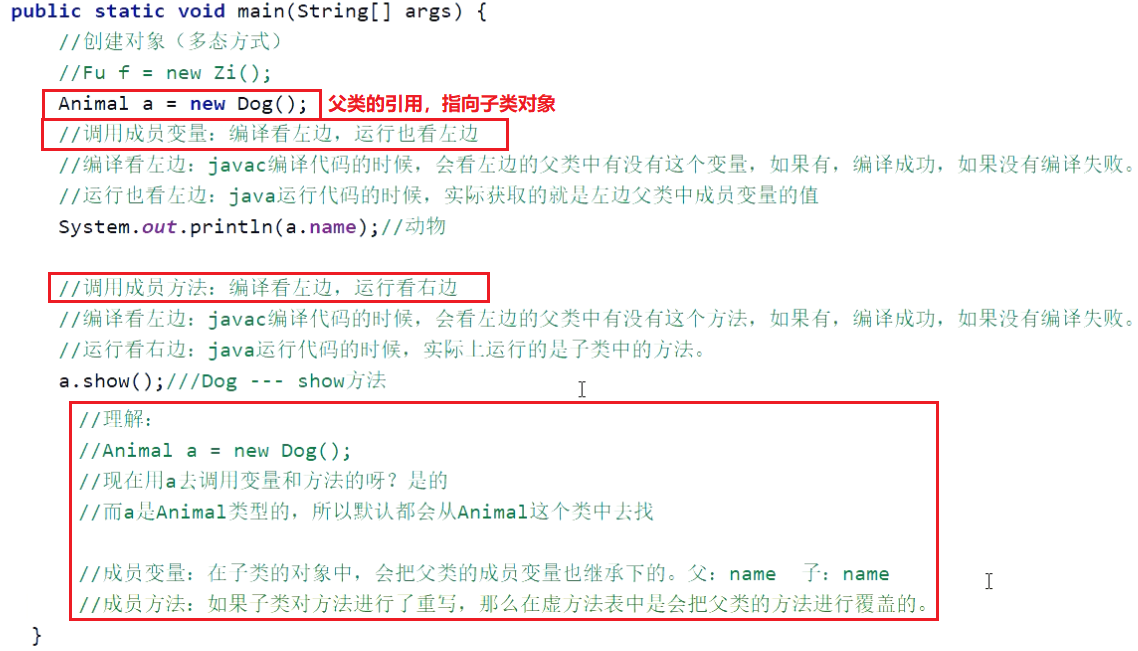 public static void main(String[] args) {
//创建对象（多态方式）
//Fu f = new Zi();
Animal a = new Dog(); 父类的引用，指向子类对象
//调用成员变量：编译看左边，运行也看左边
//编译看左边：javac编译代码的时候，会看左边的父类中有没有这个变量，如果有，编译成功，如果没有编译失败。
//运行也看左边：java运行代码的时候，实际获取的就是左边父类中成员变量的值
System.out.println(a.name);//动物
//调用成员方法：编译看左边，运行看右边
//编译看左边：javac编译代码的时候，会看左边的父类中有没有这个方法，如果有，编译成功，如果没有编译失败。
//运行看右边：java运行代码的时候，实际上运行的是子类中的方法。
a.show();///Dog --- show方法
//理解：
//Animal a = new Dog();
//现在用a去调用变量和方法的呀？是的
//而a是Animal类型的，所以默认都会从Animal这个类中去找
//成员变量：在子类的对象中，会把父类的成员变量也继承下的。父：name 子：name
//成员方法：如果子类对方法进行了重写，那么在虚方法表中是会把父类的方法进行覆盖的。
}